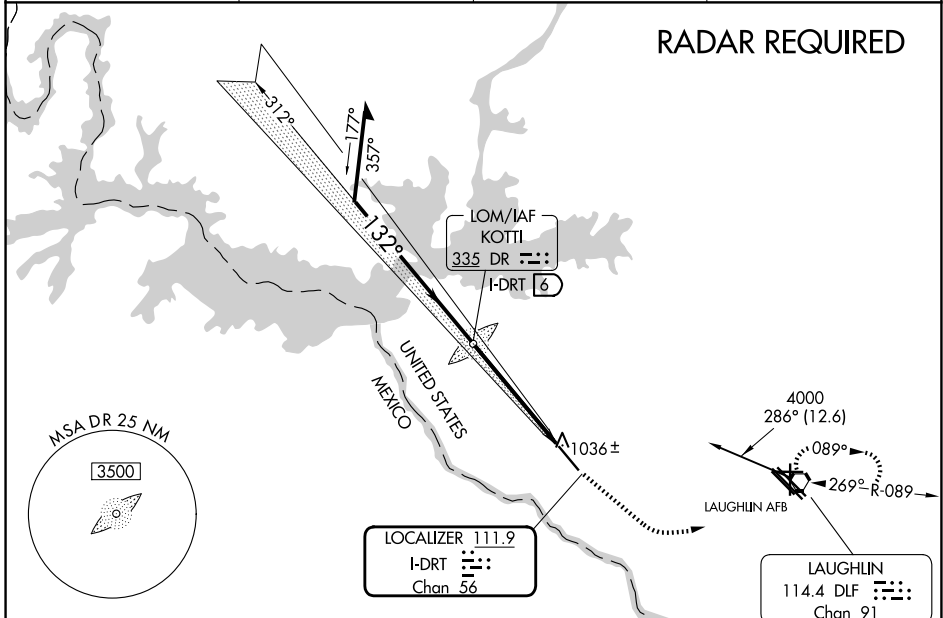 RADAR REQUIRED
312°
177°
357°
132°
LOM/IAF
KOTTI
335 DR
I-DRT 6
UNITED STATES
MEXICO
MSA DR 25 NM
3500
1036±
4000
286° (12.6)
089°
269°
R-089
LAUGHLIN AFB
LOCALIZER 111.9
I-DRT
Chan 56
LAUGHLIN
114.4 DLF
Chan 91